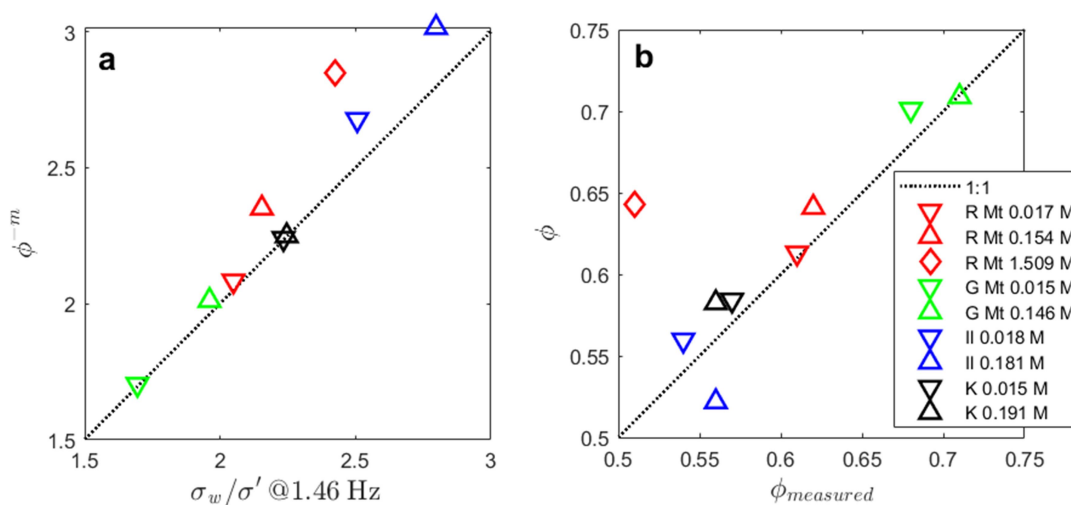 a
3
2.5
2
1.5
ϕ^{-m}
1.5 2 2.5 3
σ_w/σ′ @1.46 Hz
b
0.75
0.7
0.65
0.6
0.55
0.5
ϕ
0.5 0.55 0.6 0.65 0.7 0.75
ϕ_{measured}
1:1
R Mt 0.017 M
R Mt 0.154 M
R Mt 1.509 M
G Mt 0.015 M
G Mt 0.146 M
Il 0.018 M
Il 0.181 M
K 0.015 M
K 0.191 M